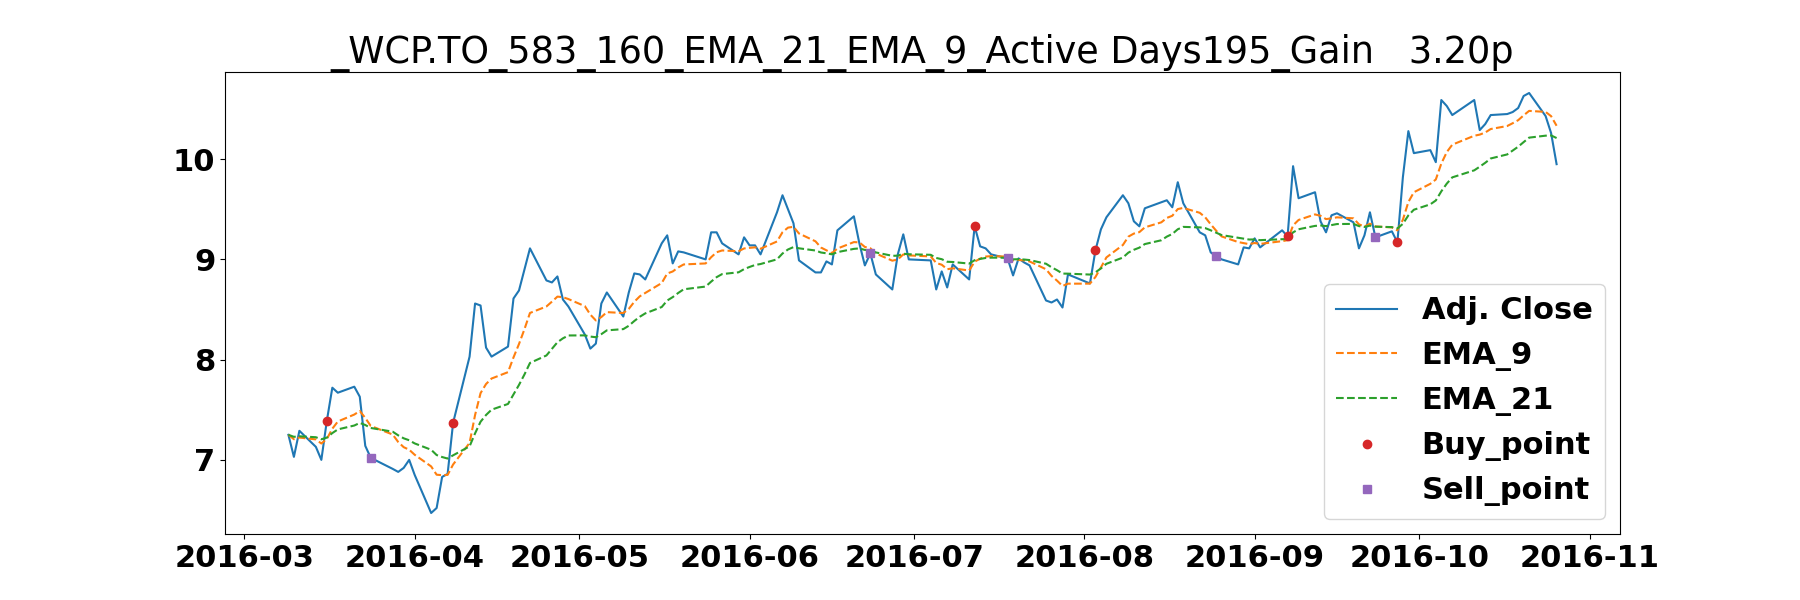 _WCP.TO_583_160_EMA_21_EMA_9_Active Days195_Gain   3.20p
10
9
8
7
Adj. Close
EMA_9
EMA_21
Buy_point
Sell_point
2016-03 2016-04 2016-05 2016-06 2016-07 2016-08 2016-09 2016-10 2016-11